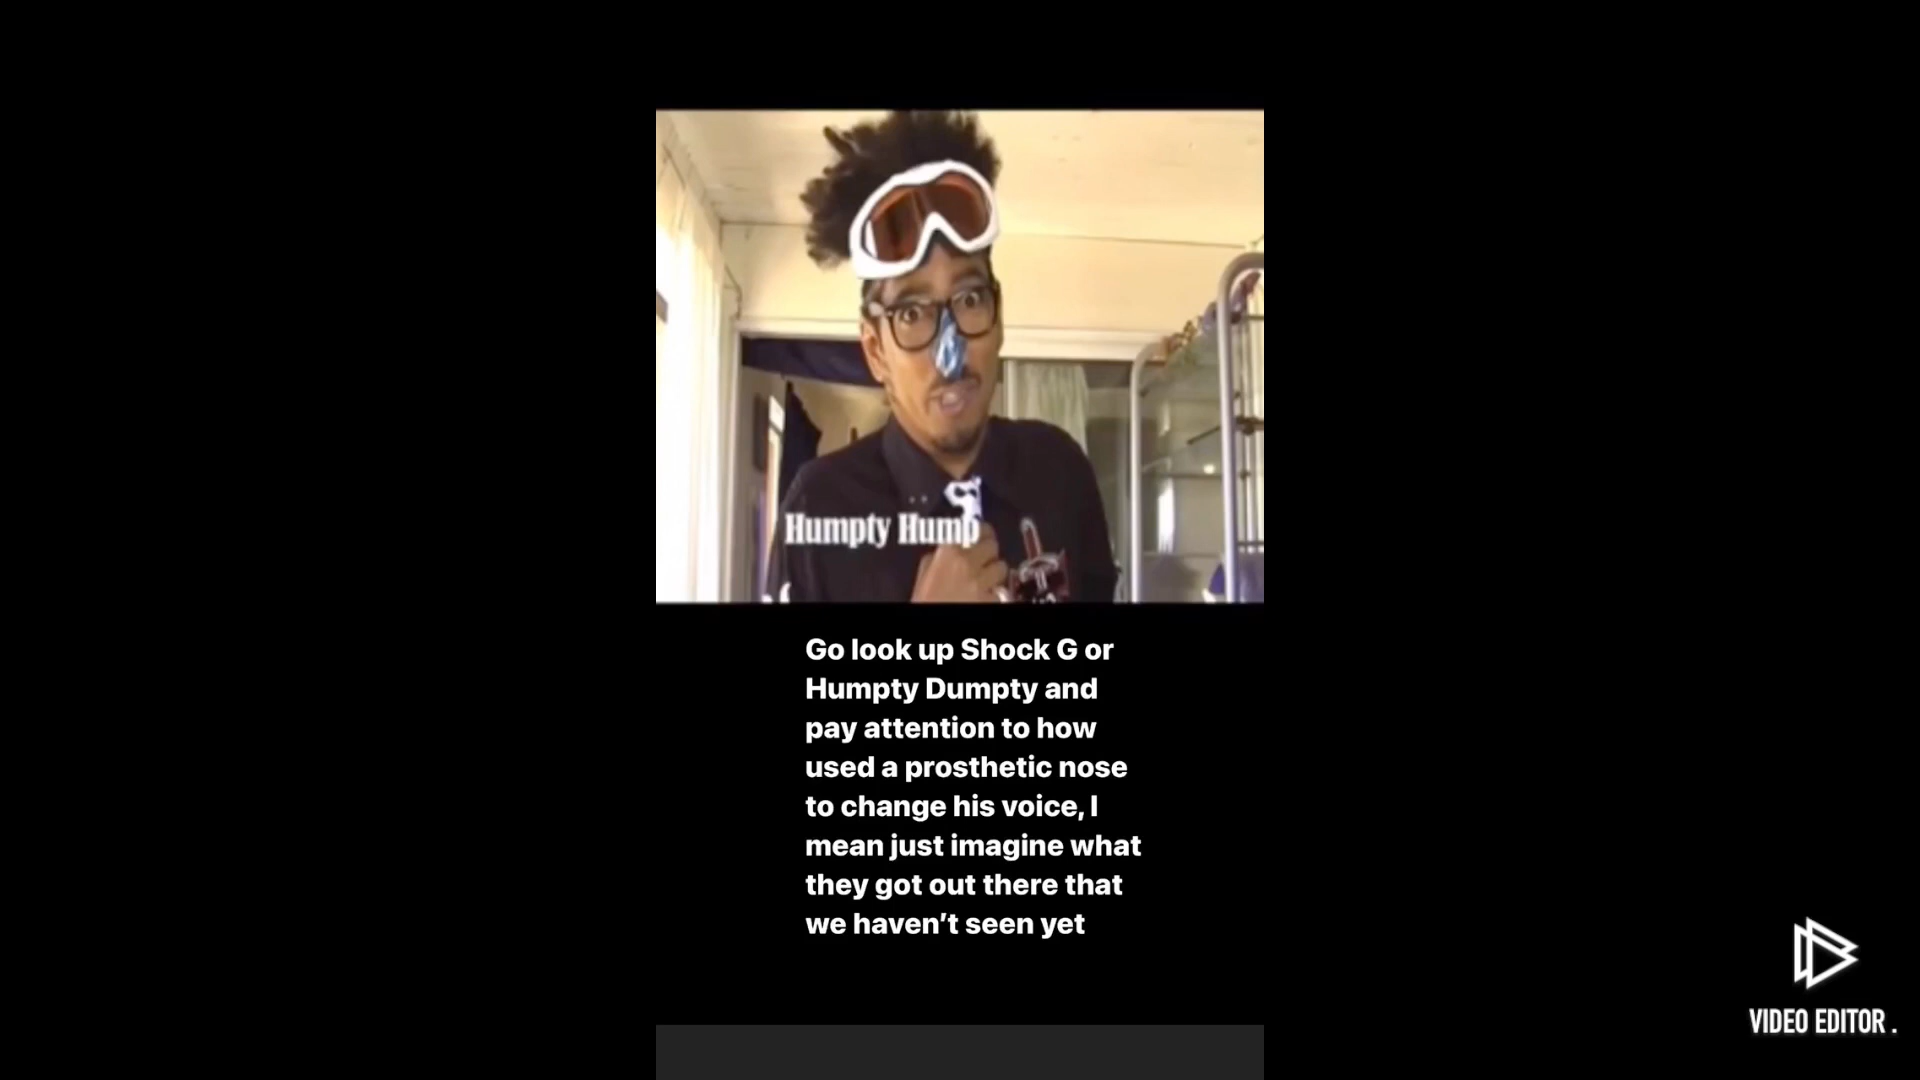 Humpty Hump
Go look up Shock G or
Humpty Dumpty and
pay attention to how
used a prosthetic nose
to change his voice, I
mean just imagine what
they got out there that
we haven’t seen yet
VIDEO EDITOR .